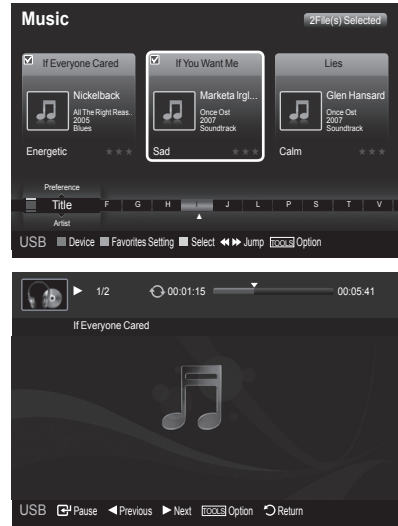 Music
2File(s) Selected
If Everyone Cared
If You Want Me
Lies
Nickelback
All The Right Reas..
2005
Blues
Marketa Irgl...
Once Ost
2007
Soundtrack
Glen Hansard
Once Ost
2007
Soundtrack
Energetic ★★★
Sad ★★★
Calm ★★★
Preference
Title F G H I J L P S T V
Artist
USB Device Favorites Setting Select Jump TOOLS Option
1/2 00:01:15 00:05:41
If Everyone Cared
USB Pause Previous Next TOOLS Option Return